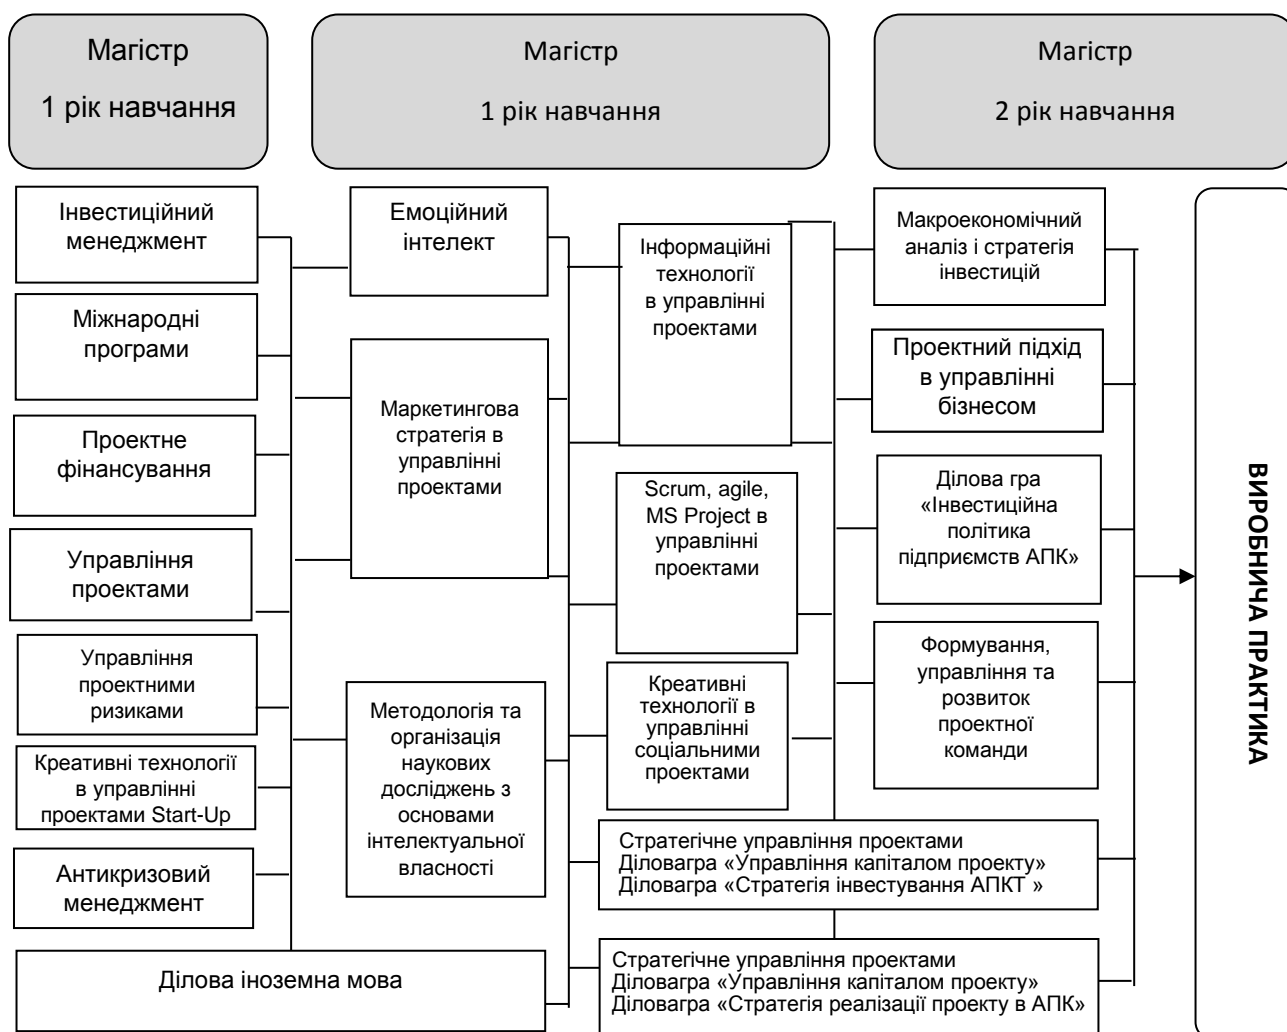 Магістр
1 рік навчання
Магістр
1 рік навчання
Магістр
2 рік навчання
Інвестиційний
менеджмент
Міжнародні
програми
Проектне
фінансування
Управління
проектами
Управління
проектними
ризиками
Креативні технології
в управлінні
проектами Start-Up
Антикризовий
менеджмент
Ділова іноземна мова
Емоційний
інтелект
Маркетингова
стратегія в
управлінні
проектами
Методологія та
організація
наукових
досліджень з
основами
інтелектуальної
власності
Інформаційні
технології
в управлінні
проектами
Scrum, agile,
MS Project в
управлінні
проектами
Креативні
технології в
управлінні
соціальними
проектами
Стратегічне управління проектами
Діловагра «Управління капіталом проекту»
Діловагра «Стратегія інвестування АПКТ »
Стратегічне управління проектами
Діловагра «Управління капіталом проекту»
Діловагра «Стратегія реалізації проекту в АПК»
Макроекономічний
аналіз і стратегія
інвестицій
Проектний підхід
в управлінні
бізнесом
Ділова гра
«Інвестиційна
політика
підприємств АПК»
Формування,
управління та
розвиток
проектної
команди
ВИРОБНИЧА ПРАКТИКА